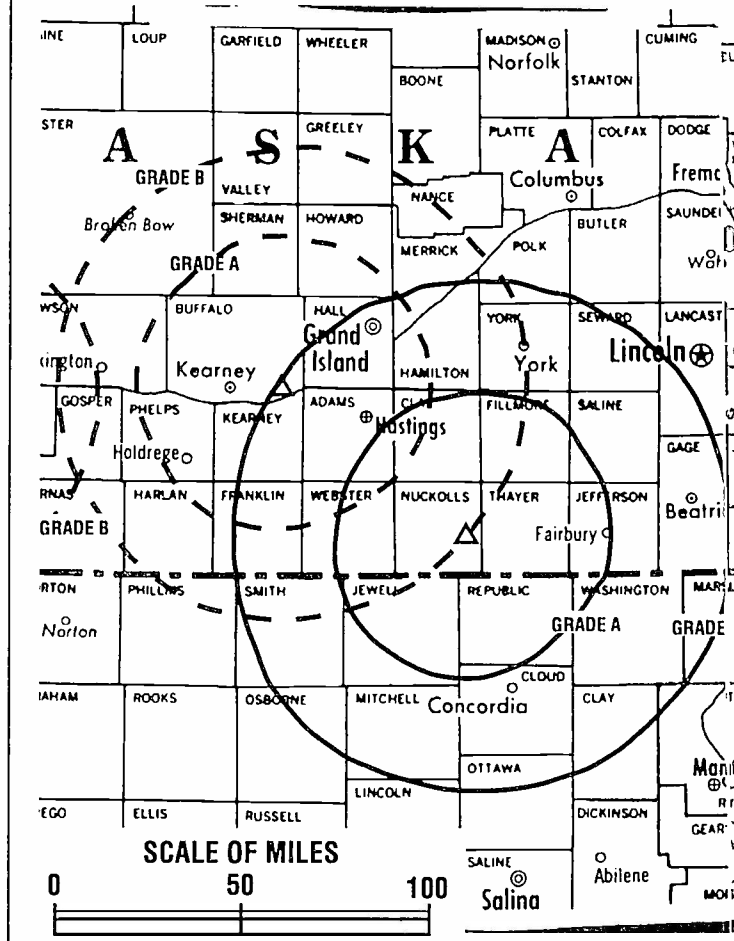 LOUP
GARFIELD
WHEELER
MADISON
Norfolk
CUMING
BOONE
STANTON
GREELEY
PLATTE
COLFAX
DODGE
A S K A
GRADE B
Columbus
VALLEY
NANCE
Broken Bow
SHERMAN
HOWARD
BUTLER
MERRICK
POLK
GRADE A
BUFFALO
HALL
YORK
SEWARD
LANCAST
Grand
Island
York
Lincoln
Kearney
HAMILTON
GOSPER
PHELPS
KEARNEY
ADAMS
FILLMORE
SALINE
Hastings
GAGE
Holdrege
HARLAN
FRANKLIN
WEBSTER
NUCKOLLS
THAYER
JEFFERSON
Beatri
GRADE B
Fairbury
PHILLIPS
SMITH
JEWELL
REPUBLIC
WASHINGTON
Norton
GRADE A
GRADE
CLOUD
ROOKS
OSBORNE
MITCHELL
CLAY
Concordia
OTTAWA
LINCOLN
ELLIS
RUSSELL
DICKINSON
SCALE OF MILES
SALINE
Salina
Abilene
0 50 100